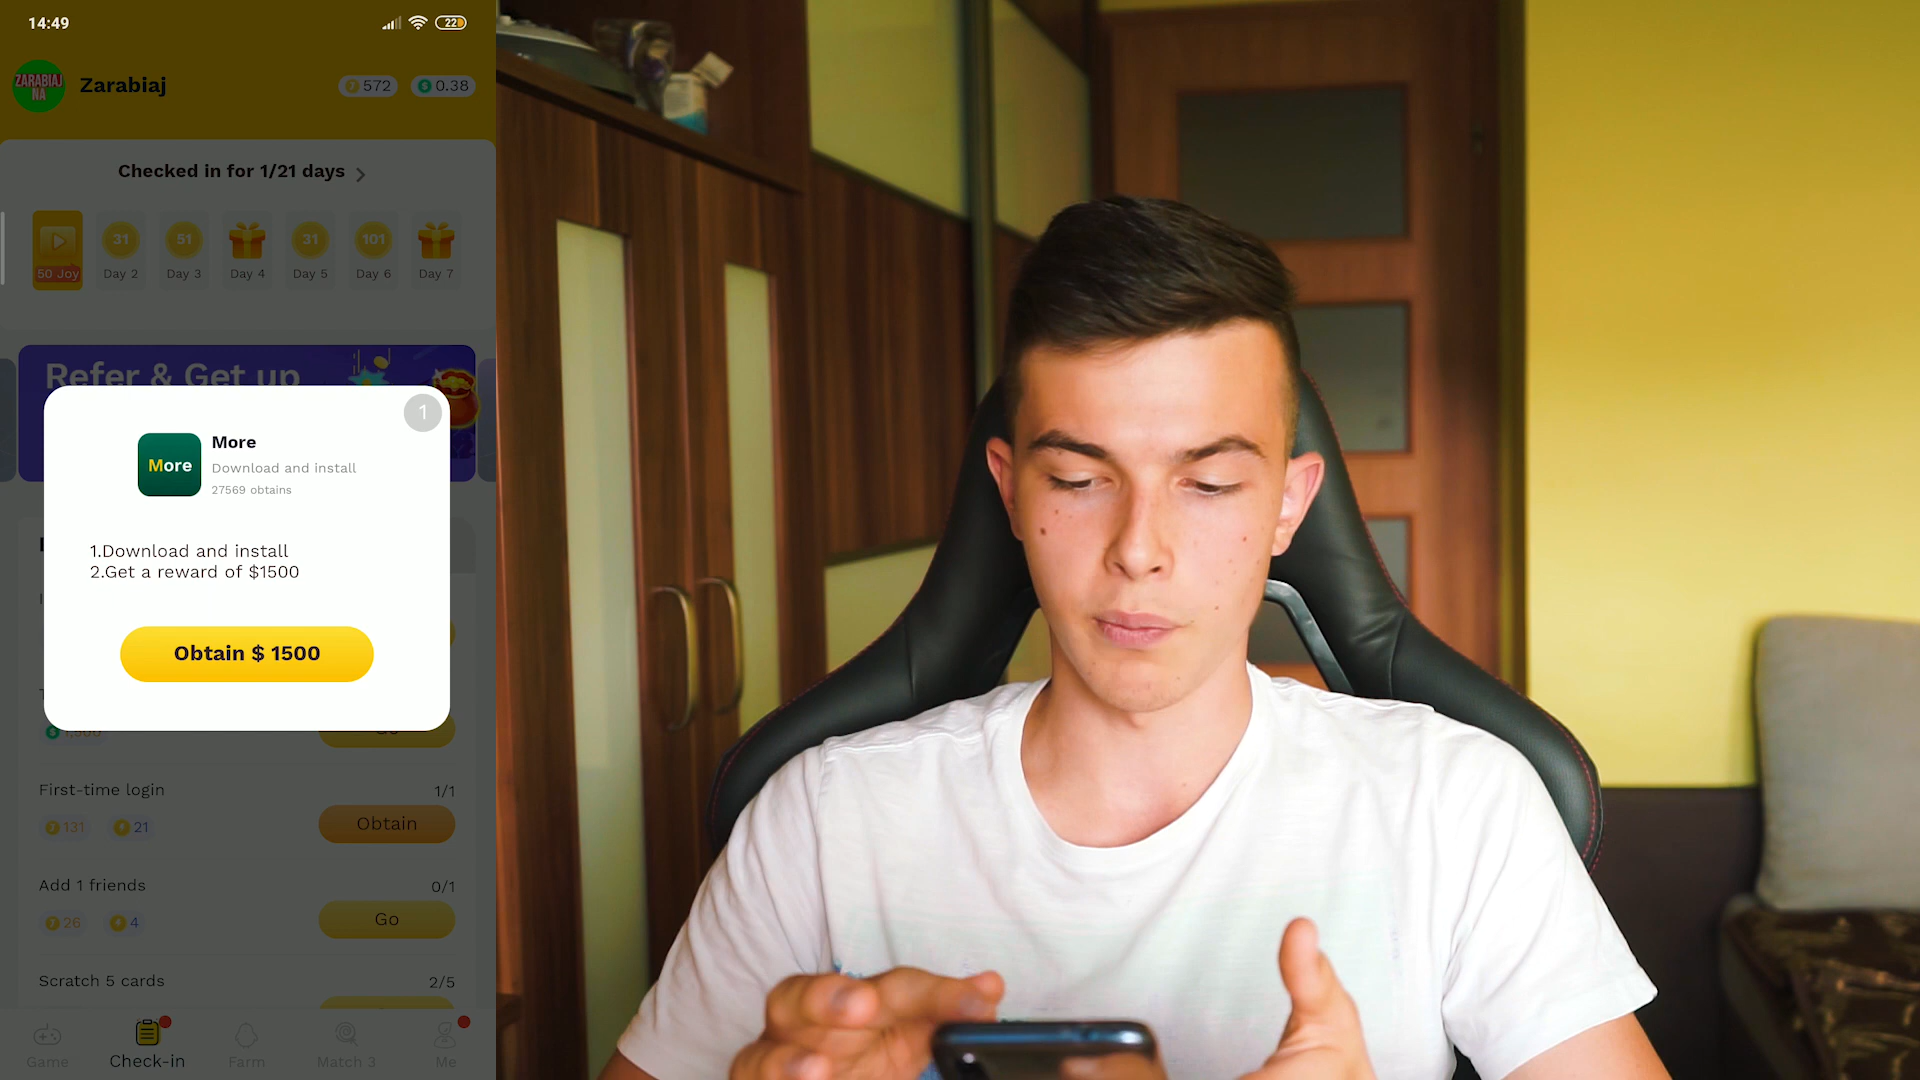 14:49
22
ZARABIAJ
NA
Zarabiaj
572
0.38
Checked in for 1/21 days
31
51
31
101
50 Joy
Day 2
Day 3
Day 4
Day 5
Day 6
Day 7
Refer & Get up
1
More
More
Download and install
27569 obtains
1.Download and install
2.Get a reward of $1500
Obtain $ 1500
1,500
Go
First-time login
1/1
131
21
Obtain
Add 1 friends
0/1
26
4
Go
Scratch 5 cards
2/5
Game
Check-in
Farm
Match 3
Me